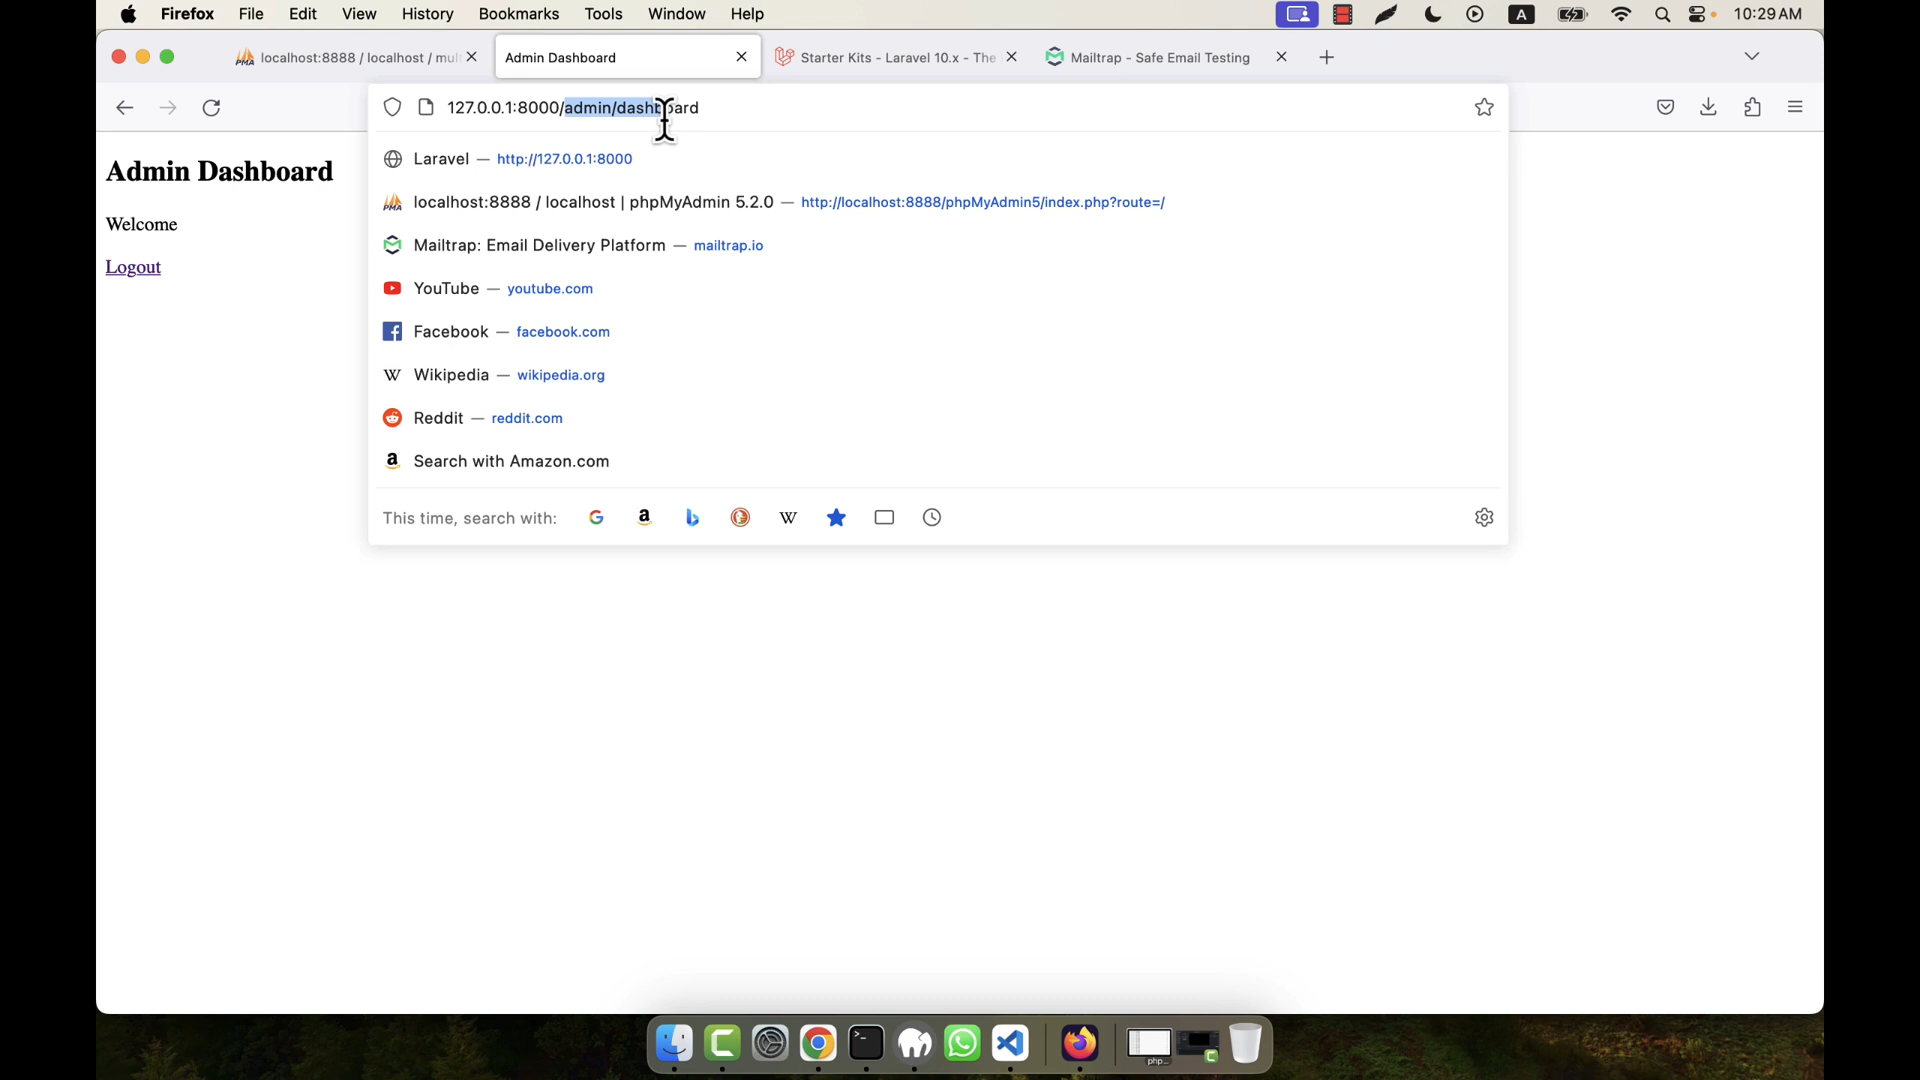 Firefox File Edit View History Bookmarks Tools Window Help A 10:29 AM
PMA localhost:8888 / localhost / mul Admin Dashboard Starter Kits - Laravel 10.x - The Mailtrap - Safe Email Testing
127.0.0.1:8000/admin/dashboard
Admin Dashboard
Welcome
Logout
Laravel — http://127.0.0.1:8000
PMA localhost:8888 / localhost | phpMyAdmin 5.2.0 — http://localhost:8888/phpMyAdmin5/index.php?route=/
Mailtrap: Email Delivery Platform — mailtrap.io
YouTube — youtube.com
Facebook — facebook.com
W Wikipedia — wikipedia.org
Reddit — reddit.com
a Search with Amazon.com
This time, search with: G a b W
php...